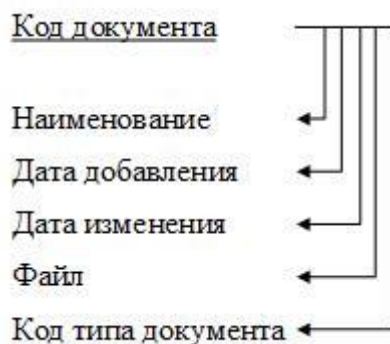 Код документа
Наименование
Дата добавления
Дата изменения
Файл
Код типа документа